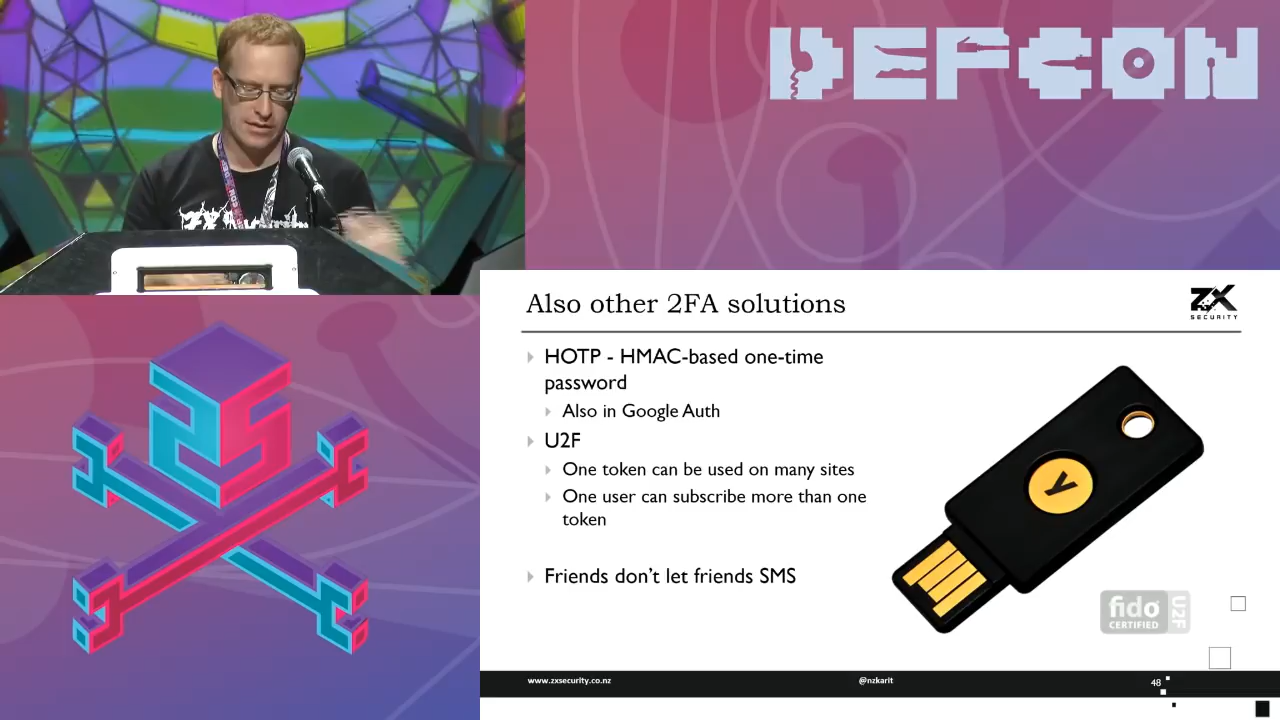 DEFCON
Also other 2FA solutions
ZX
SECURITY
HOTP - HMAC-based one-time
password
Also in Google Auth
U2F
One token can be used on many sites
One user can subscribe more than one
token
Friends don't let friends SMS
Y
fido
CERTIFIED
U2F
www.zxsecurity.co.nz
@nzkarit
48